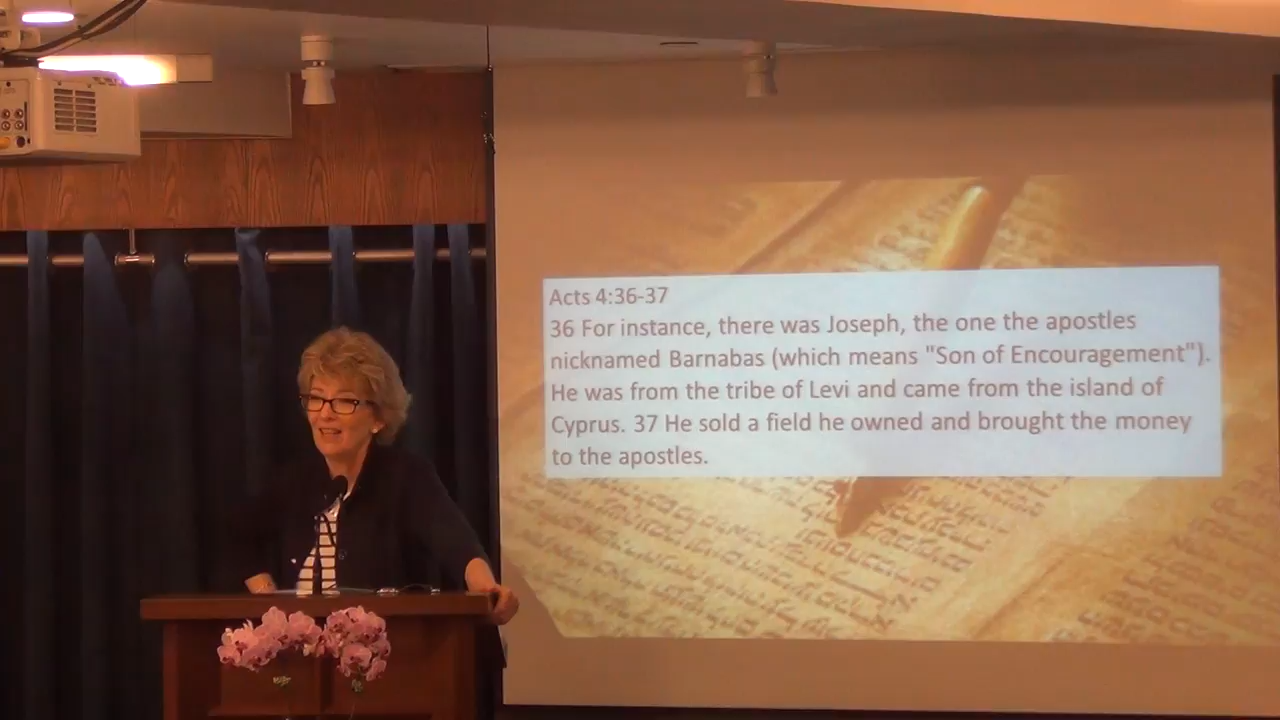 Acts 4:36-37
36 For instance, there was Joseph, the one the apostles
nicknamed Barnabas (which means "Son of Encouragement").
He was from the tribe of Levi and came from the island of
Cyprus. 37 He sold a field he owned and brought the money
to the apostles.